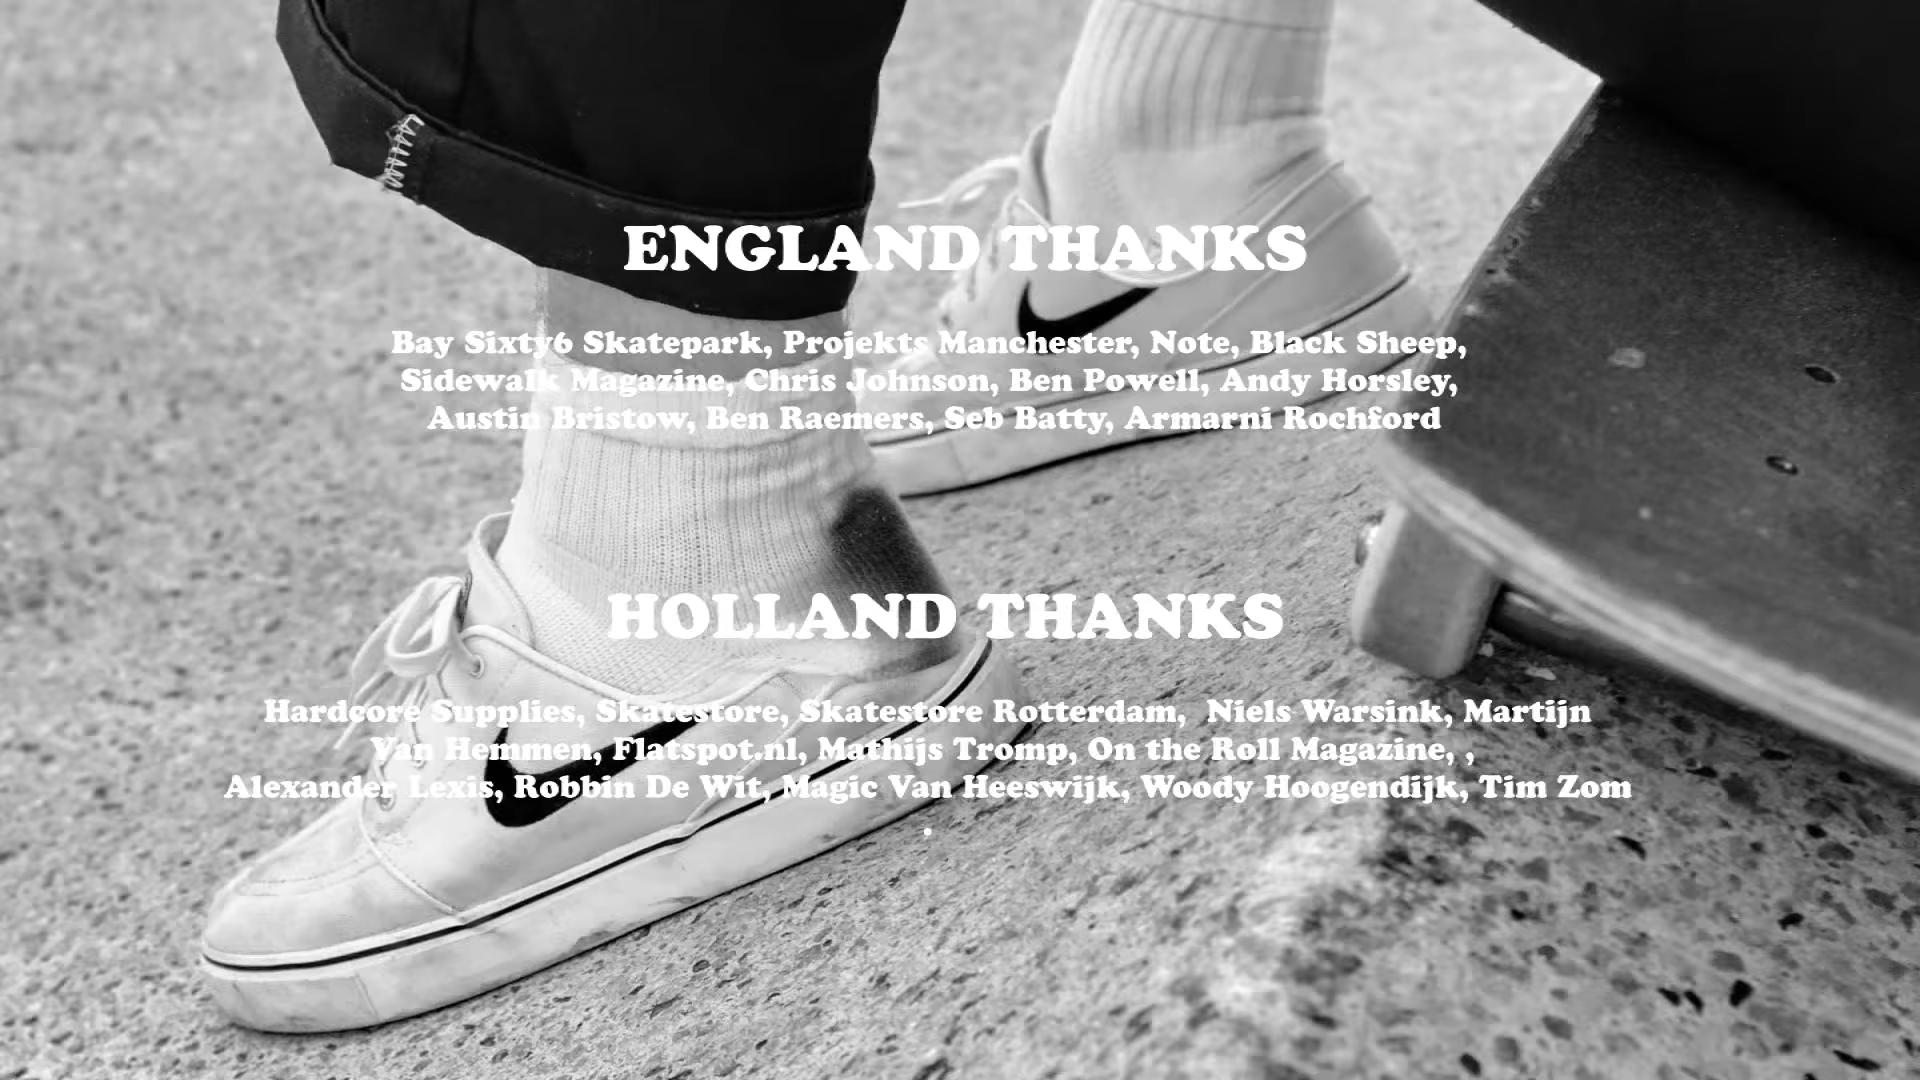 ENGLAND THANKS
Bay Sixty6 Skatepark, Projekts Manchester, Note, Black Sheep,
Sidewalk Magazine, Chris Johnson, Ben Powell, Andy Horsley,
Austin Bristow, Ben Raemers, Seb Batty, Armarni Rochford
HOLLAND THANKS
Hardcore Supplies, Skatestore, Skatestore Rotterdam,  Niels Warsink, Martijn
Van Hemmen, Flatspot.nl, Mathijs Tromp, On the Roll Magazine, ,
Alexander Lexis, Robbin De Wit, Magic Van Heeswijk, Woody Hoogendijk, Tim Zom
.